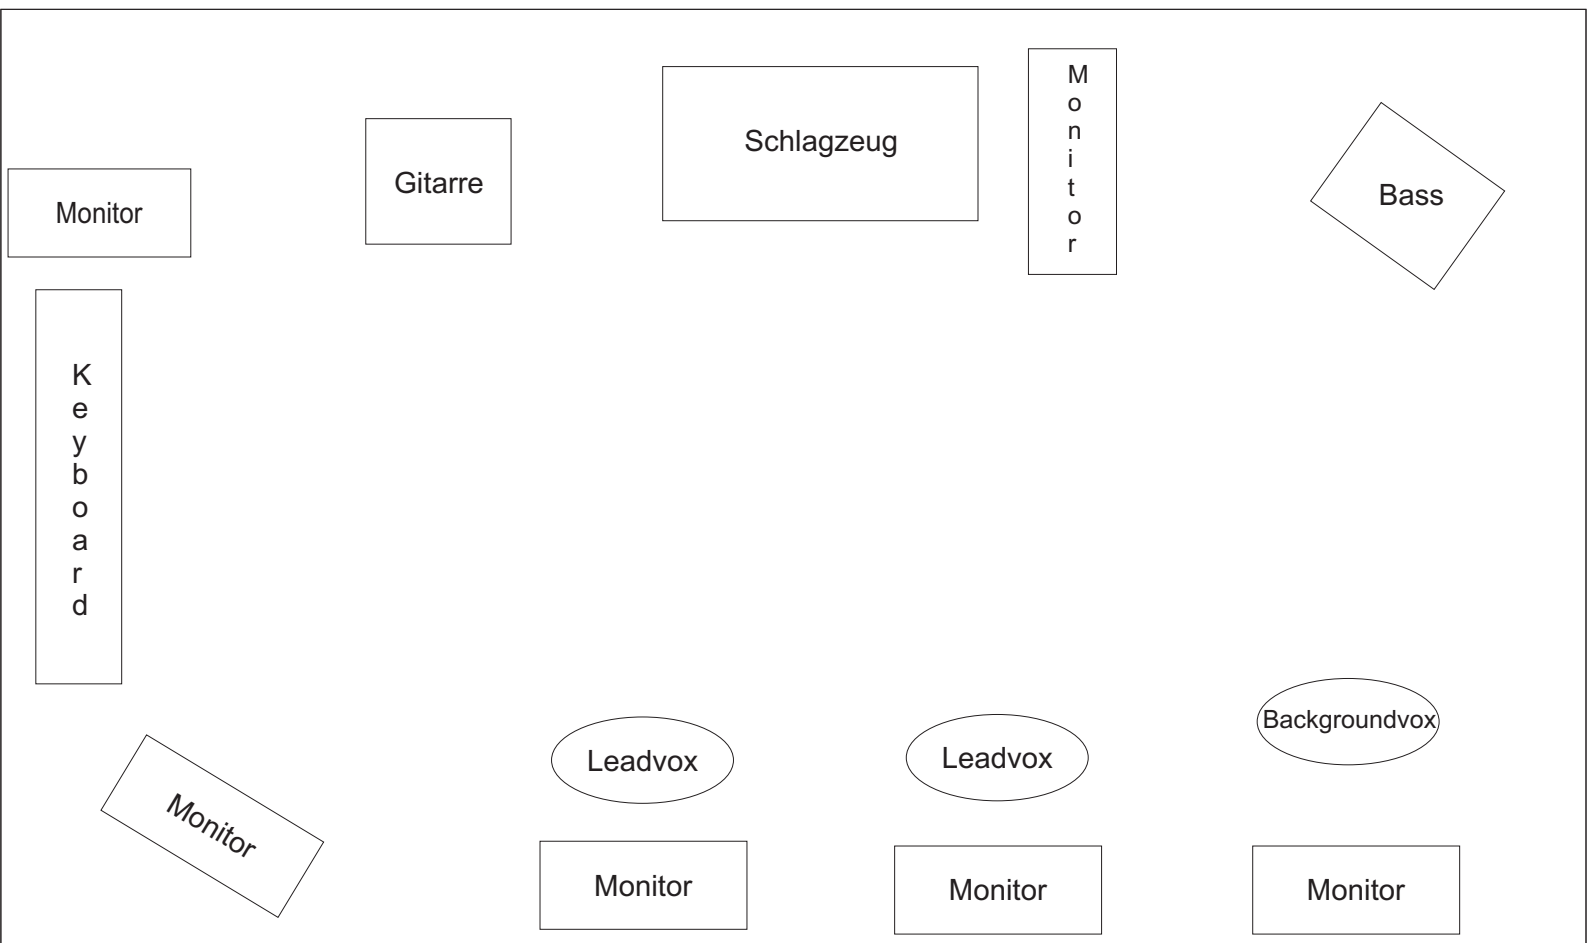 Monitor
Schlagzeug
Gitarre
Bass
Monitor
Keyboard
Backgroundvox
Leadvox
Leadvox
Monitor
Monitor
Monitor
Monitor